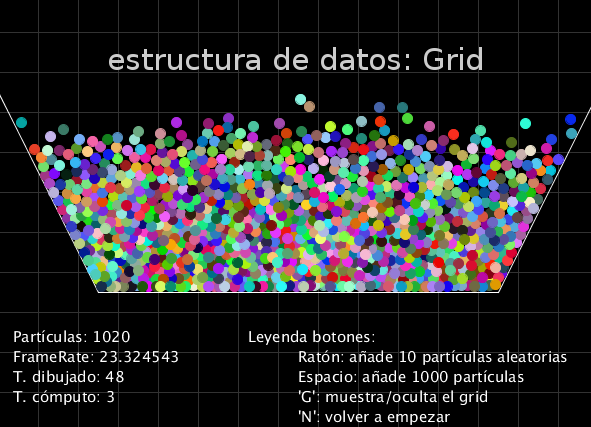 estructura de datos: Grid
Partículas: 1020
FrameRate: 23.324543
T. dibujado: 48
T. cómputo: 3
Leyenda botones:
Ratón: añade 10 partículas aleatorias
Espacio: añade 1000 partículas
'G': muestra/oculta el grid
'N': volver a empezar